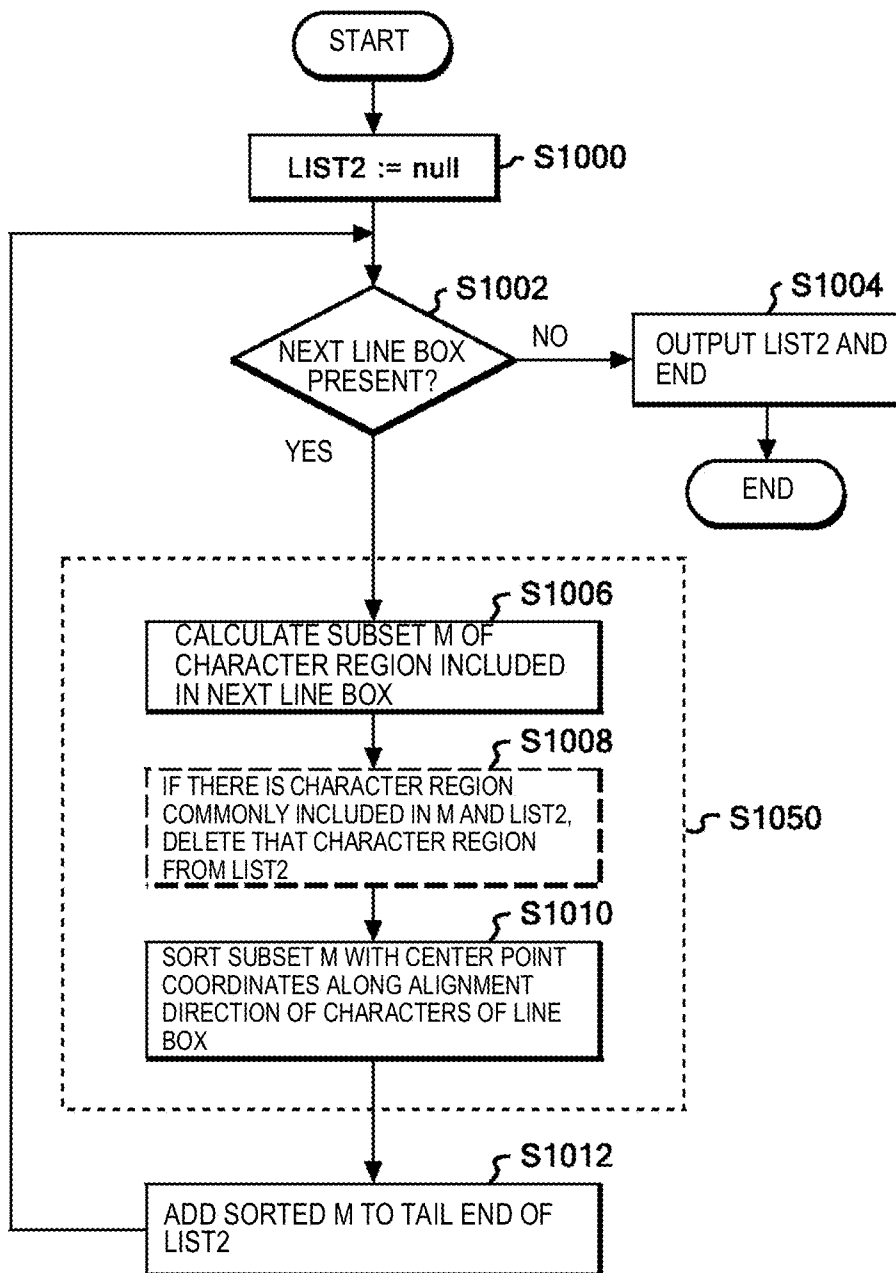 START
LIST2 := null
S1000
S1002
NEXT LINE BOX
PRESENT?
NO
S1004
OUTPUT LIST2 AND
END
YES
END
S1006
CALCULATE SUBSET M OF
CHARACTER REGION INCLUDED
IN NEXT LINE BOX
S1008
IF THERE IS CHARACTER REGION
COMMONLY INCLUDED IN M AND LIST2,
DELETE THAT CHARACTER REGION
FROM LIST2
S1050
S1010
SORT SUBSET M WITH CENTER POINT
COORDINATES ALONG ALIGNMENT
DIRECTION OF CHARACTERS OF LINE
BOX
S1012
ADD SORTED M TO TAIL END OF
LIST2